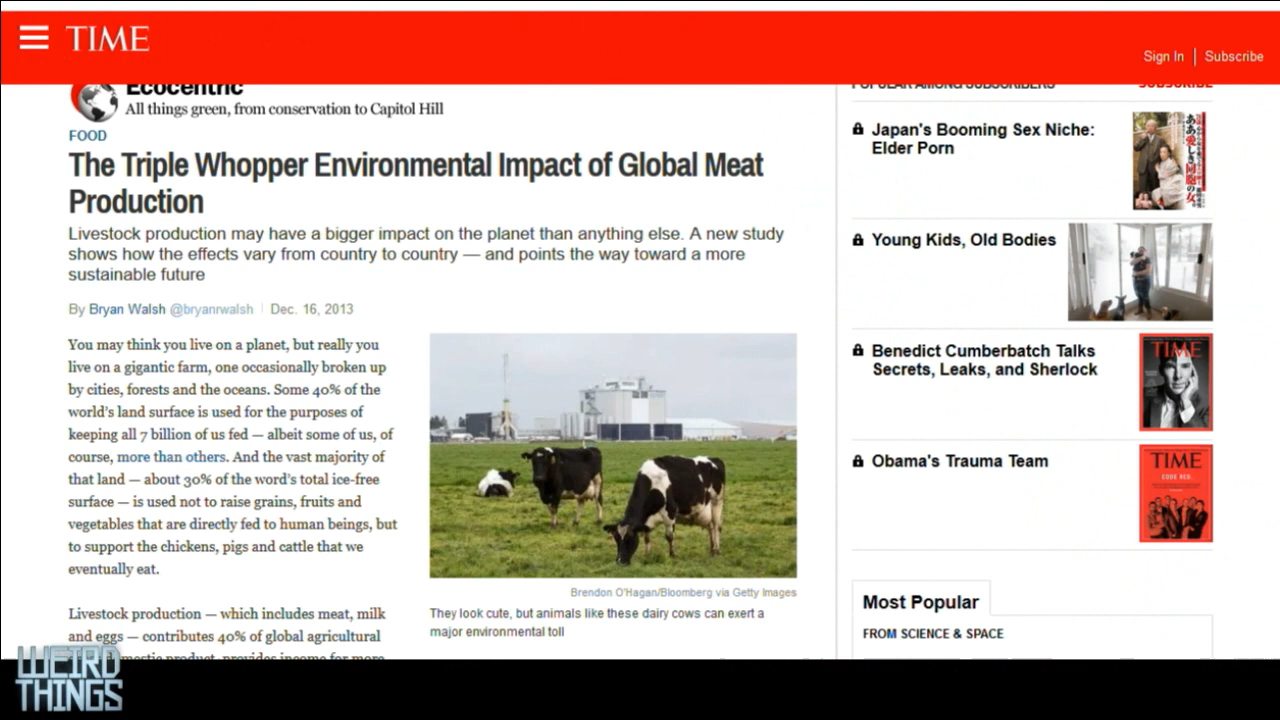 TIME
Sign In
Subscribe
Ecocentric
All things green, from conservation to Capitol Hill
FOOD
The Triple Whopper Environmental Impact of Global Meat
Production
Livestock production may have a bigger impact on the planet than anything else. A new study
shows how the effects vary from country to country — and points the way toward a more
sustainable future
By Bryan Walsh @bryanrwalsh
Dec. 16, 2013
You may think you live on a planet, but really you
live on a gigantic farm, one occasionally broken up
by cities, forests and the oceans. Some 40% of the
world's land surface is used for the purposes of
keeping all 7 billion of us fed — albeit some of us, of
course, more than others. And the vast majority of
that land — about 30% of the word's total ice-free
surface — is used not to raise grains, fruits and
vegetables that are directly fed to human beings, but
to support the chickens, pigs and cattle that we
eventually eat.
Livestock production — which includes meat, milk
and eggs — contributes 40% of global agricultural
product, provides income for more
Brendon O'Hagan/Bloomberg via Getty Images
They look cute, but animals like these dairy cows can exert a
major environmental toll
POPULAR AMONG SUBSCRIBERS
SUBSCRIBE
Japan's Booming Sex Niche:
Elder Porn
Young Kids, Old Bodies
Benedict Cumberbatch Talks
Secrets, Leaks, and Sherlock
TIME
Obama's Trauma Team
TIME
CODE RED
Most Popular
FROM SCIENCE & SPACE
WEIRD
THINGS